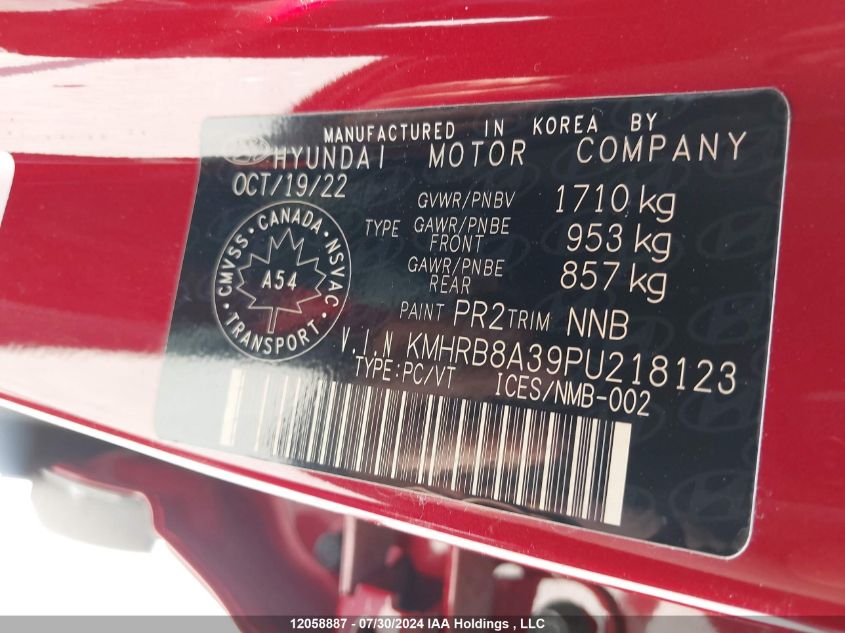 MANUFACTURED IN KOREA BY
HYUNDAI MOTOR COMPANY
OCT/19/22
GVWR/PNBV 1710 kg
TYPE GAWR/PNBE FRONT 953 kg
GAWR/PNBE REAR 857 kg
CMVSS • CANADA • NSVAC • TRANSPORT •
A54
PAINT PR2 TRIM NNB
V.I.N KMHRB8A39PU218123
TYPE:PC/VT ICES/NMB-002
12058887 - 07/30/2024 IAA Holdings, LLC.